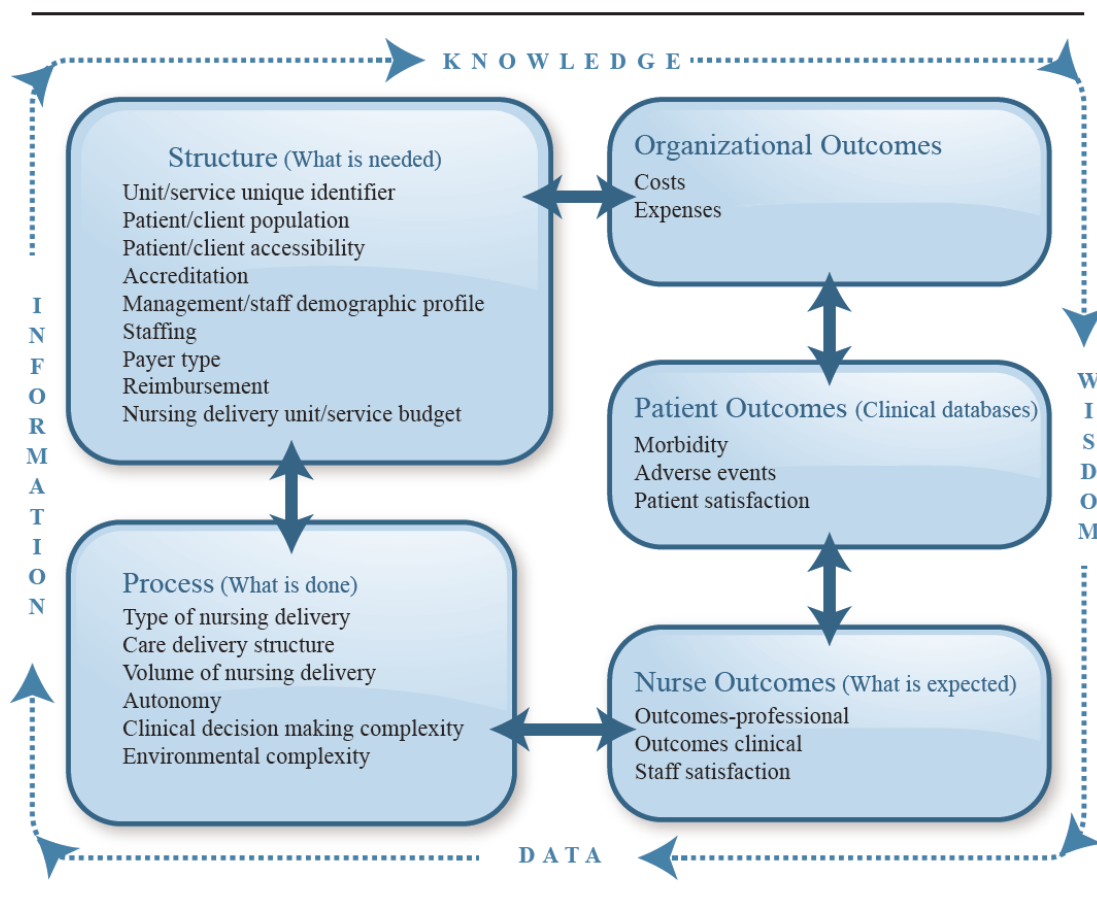 KNOWLEDGE
Structure (What is needed)
Unit/service unique identifier
Patient/client population
Patient/client accessibility
Accreditation
Management/staff demographic profile
Staffing
Payer type
Reimbursement
Nursing delivery unit/service budget
Organizational Outcomes
Costs
Expenses
INFORMATION
WISDOM
Patient Outcomes (Clinical databases)
Morbidity
Adverse events
Patient satisfaction
Process (What is done)
Type of nursing delivery
Care delivery structure
Volume of nursing delivery
Autonomy
Clinical decision making complexity
Environmental complexity
Nurse Outcomes (What is expected)
Outcomes-professional
Outcomes clinical
Staff satisfaction
DATA